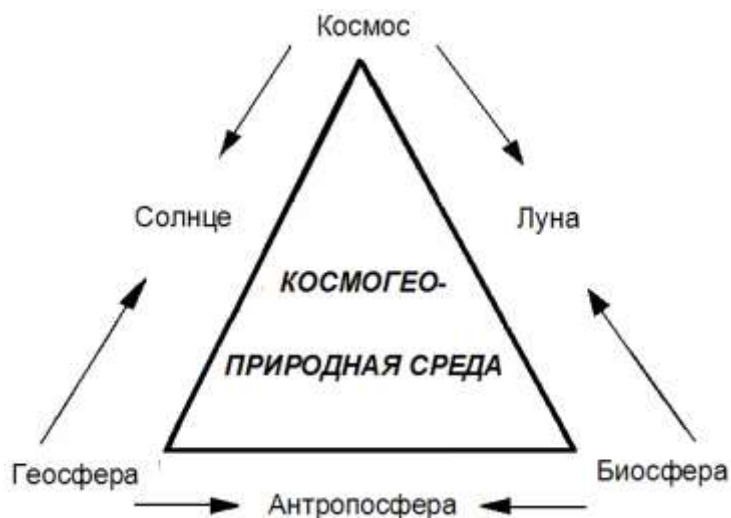 Космос
Солнце
Луна
КОСМОГЕО-
ПРИРОДНАЯ СРЕДА
Геосфера
Биосфера
Антропосфера